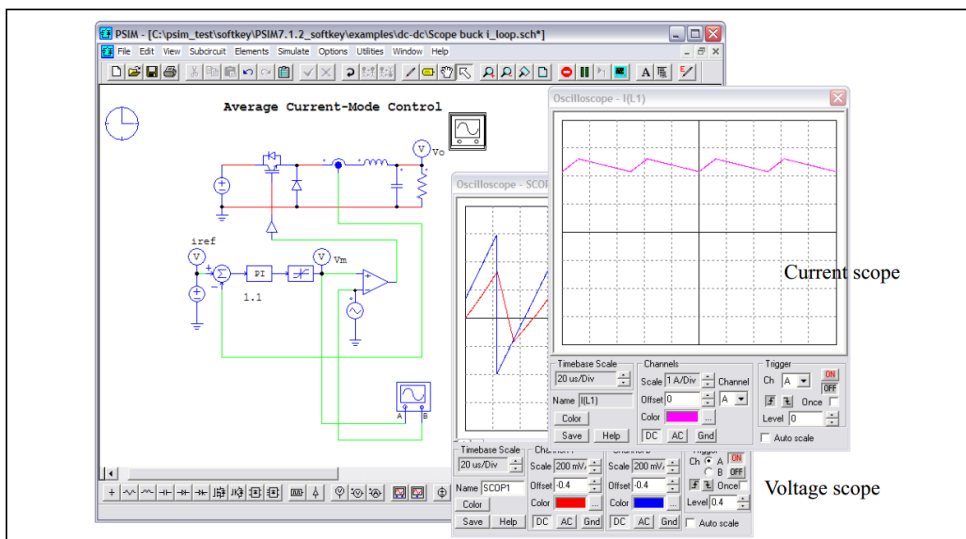 PSIM - [C:\psim_test\softkey\PSIM7.1.2_softkey\examples\dc-dc\Scope buck i_loop.sch*]
File Edit View Subcircuit Elements Simulate Options Utilities Window Help
A
Average Current-Mode Control
V Vo
iref
V
V Vm
PI
1.1
A B
Oscilloscope - SCOP
Timebase Scale
20 us/Div
Name SCOP1
Color
Save Help
Scale 200 mV/
Offset -0.4
Color
DC AC Gnd
Scale 200 mV/
Offset -0.4
Color
DC AC Gnd
Trigger
Ch A ON
B OFF
Once
Level 0.4
Auto scale
Oscilloscope - I(L1)
Timebase Scale
20 us/Div
Name I(L1)
Color
Save Help
Channels
Scale 1 A/Div Channel
Offset 0 A
Color
DC AC Gnd
Trigger
Ch A ON
OFF
Once
Level 0
Auto scale
Current scope
Voltage scope